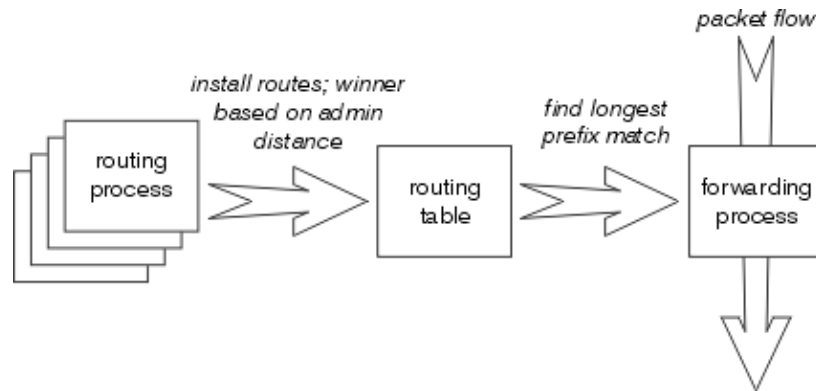 packet flow
install routes; winner
based on admin
distance
find longest
prefix match
routing
process
routing
table
forwarding
process